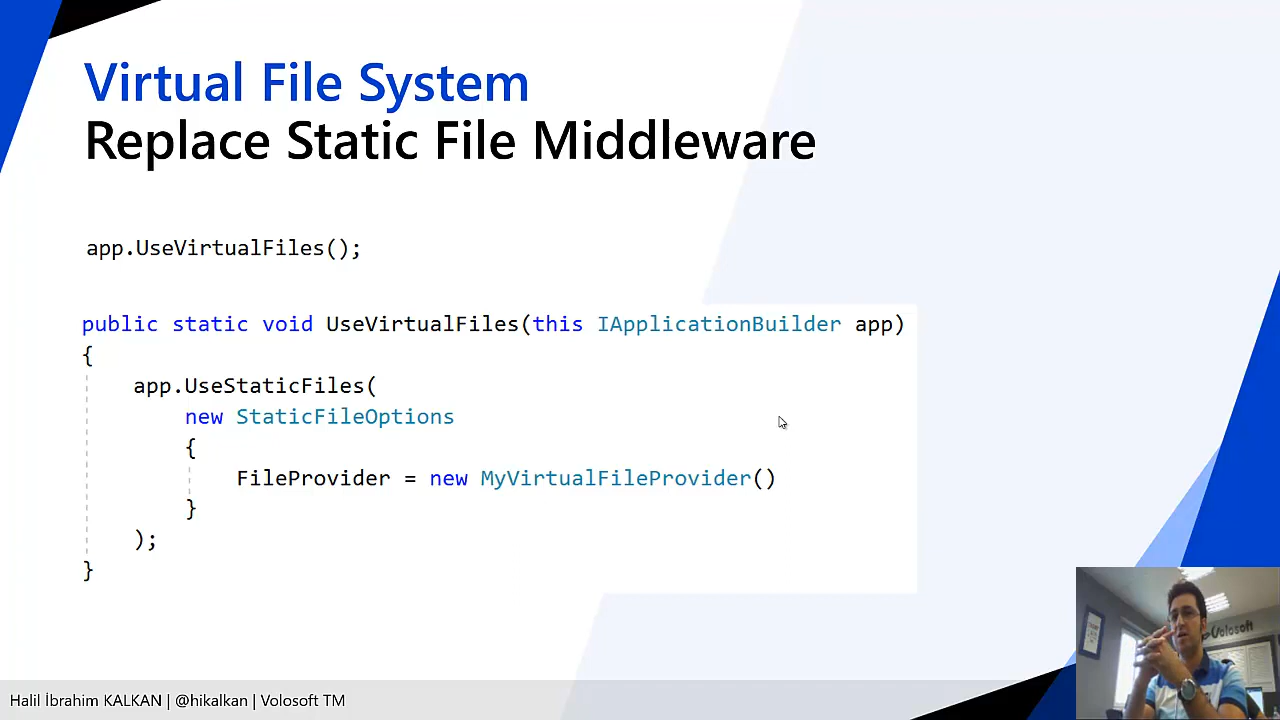 Virtual File System
Replace Static File Middleware
app.UseVirtualFiles();
public static void UseVirtualFiles(this IApplicationBuilder app)
{
app.UseStaticFiles(
new StaticFileOptions
{
FileProvider = new MyVirtualFileProvider()
}
);
}
Volosoft
Halil İbrahim KALKAN | @hikalkan | Volosoft TM